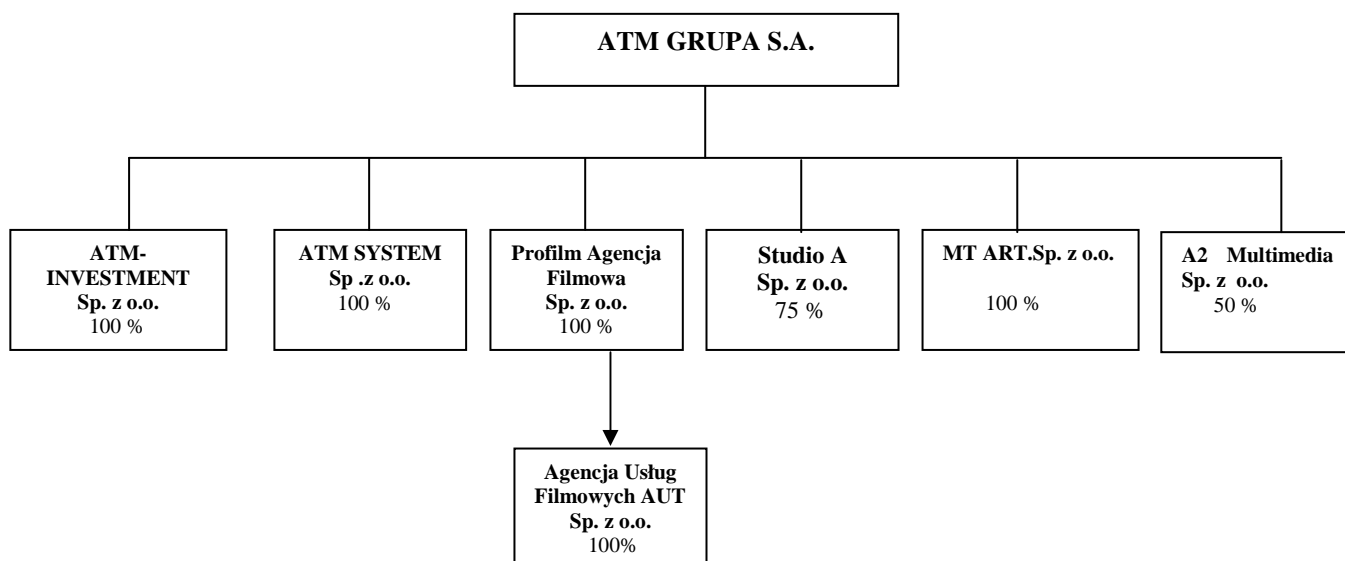 ATM GRUPA S.A.
ATM-
INVESTMENT
Sp. z o.o.
100 %
ATM SYSTEM
Sp .z o.o.
100 %
Profilm Agencja
Filmowa
Sp. z o.o.
100 %
Studio A
Sp. z o.o.
75 %
MT ART.Sp. z o.o.
100 %
A2 Multimedia
Sp. z o.o.
50 %
Agencja Usług
Filmowych AUT
Sp. z o.o.
100%